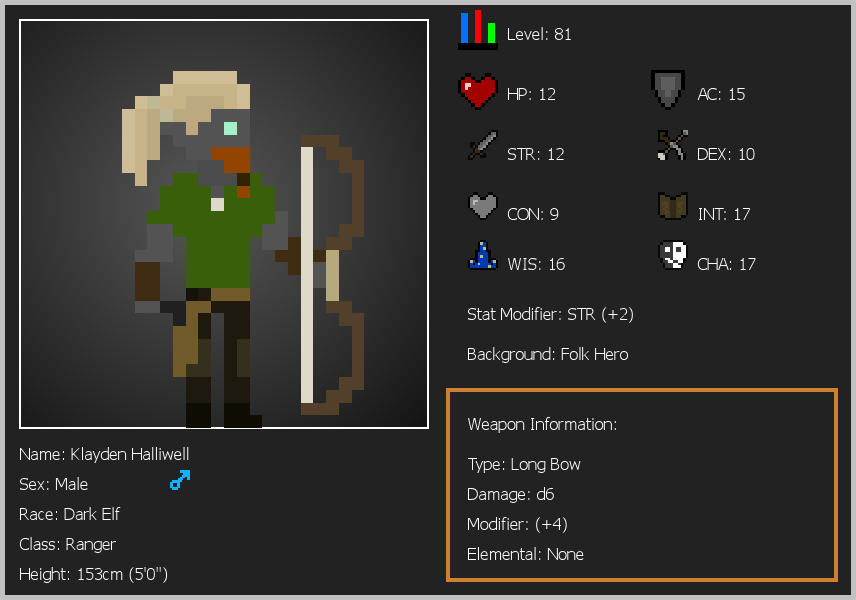 Level: 81
HP: 12
AC: 15
STR: 12
DEX: 10
CON: 9
INT: 17
WIS: 16
CHA: 17
Stat Modifier: STR (+2)
Background: Folk Hero
Weapon Information:
Type: Long Bow
Damage: d6
Modifier: (+4)
Elemental: None
Name: Klayden Halliwell
Sex: Male
Race: Dark Elf
Class: Ranger
Height: 153cm (5'0")